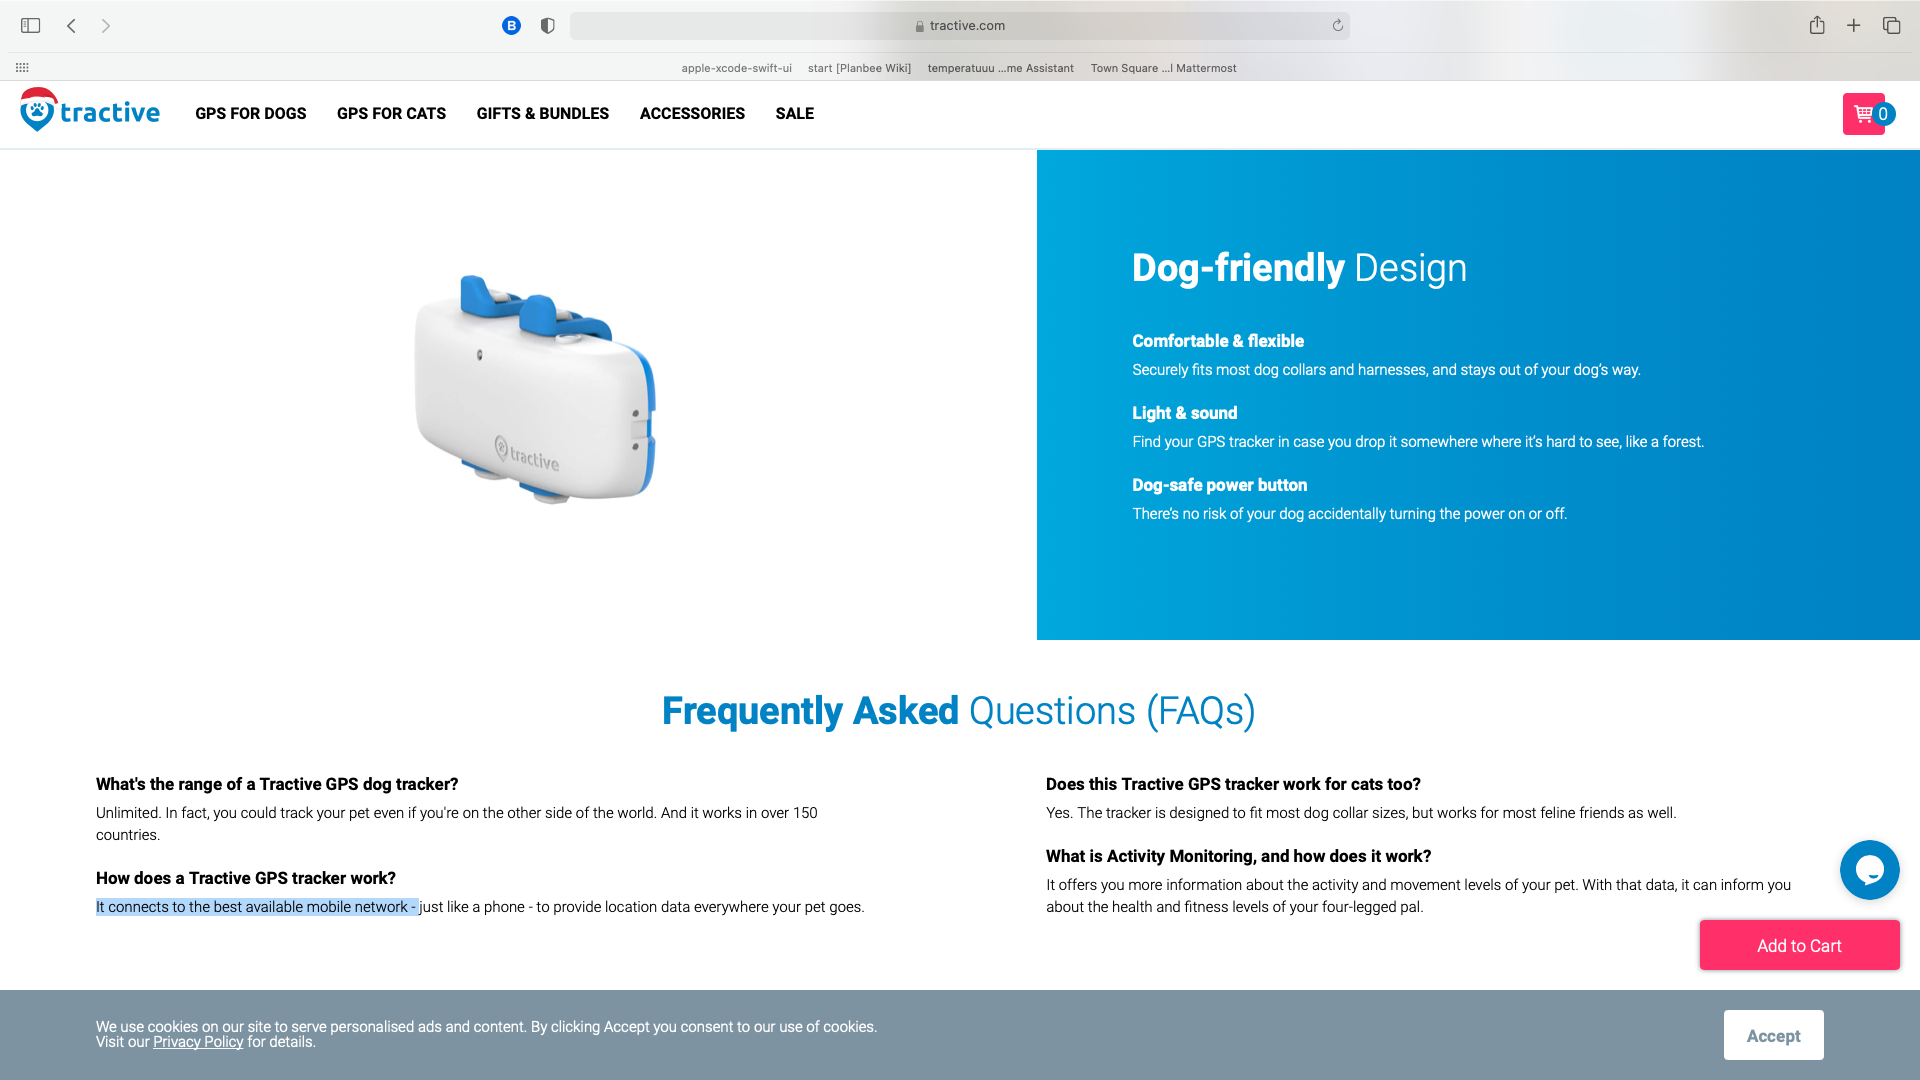 B
tractive.com
apple-xcode-swift-ui start [Planbee Wiki] temperatuuu ...me Assistant Town Square ...l Mattermost
tractive GPS FOR DOGS GPS FOR CATS GIFTS & BUNDLES ACCESSORIES SALE 0
tractive
Dog-friendly Design
Comfortable & flexible
Securely fits most dog collars and harnesses, and stays out of your dog's way.
Light & sound
Find your GPS tracker in case you drop it somewhere where it's hard to see, like a forest.
Dog-safe power button
There's no risk of your dog accidentally turning the power on or off.
Frequently Asked Questions (FAQs)
What's the range of a Tractive GPS dog tracker?
Unlimited. In fact, you could track your pet even if you're on the other side of the world. And it works in over 150
countries.
How does a Tractive GPS tracker work?
It connects to the best available mobile network - just like a phone - to provide location data everywhere your pet goes.
Does this Tractive GPS tracker work for cats too?
Yes. The tracker is designed to fit most dog collar sizes, but works for most feline friends as well.
What is Activity Monitoring, and how does it work?
It offers you more information about the activity and movement levels of your pet. With that data, it can inform you
about the health and fitness levels of your four-legged pal.
Add to Cart
We use cookies on our site to serve personalised ads and content. By clicking Accept you consent to our use of cookies.
Visit our Privacy Policy for details.
Accept